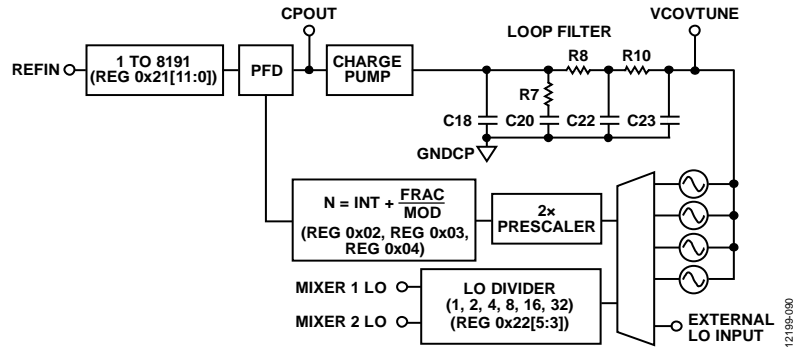 CPOUT
VCOVTUNE
LOOP FILTER
REFIN
1 TO 8191
(REG 0x21[11:0])
PFD
CHARGE
PUMP
R8
R10
R7
C18
C20
C22
C23
GNDCP
N = INT + FRAC
MOD
(REG 0x02, REG 0x03,
REG 0x04)
2×
PRESCALER
MIXER 1 LO
MIXER 2 LO
LO DIVIDER
(1, 2, 4, 8, 16, 32)
(REG 0x22[5:3])
EXTERNAL
LO INPUT
12199-090